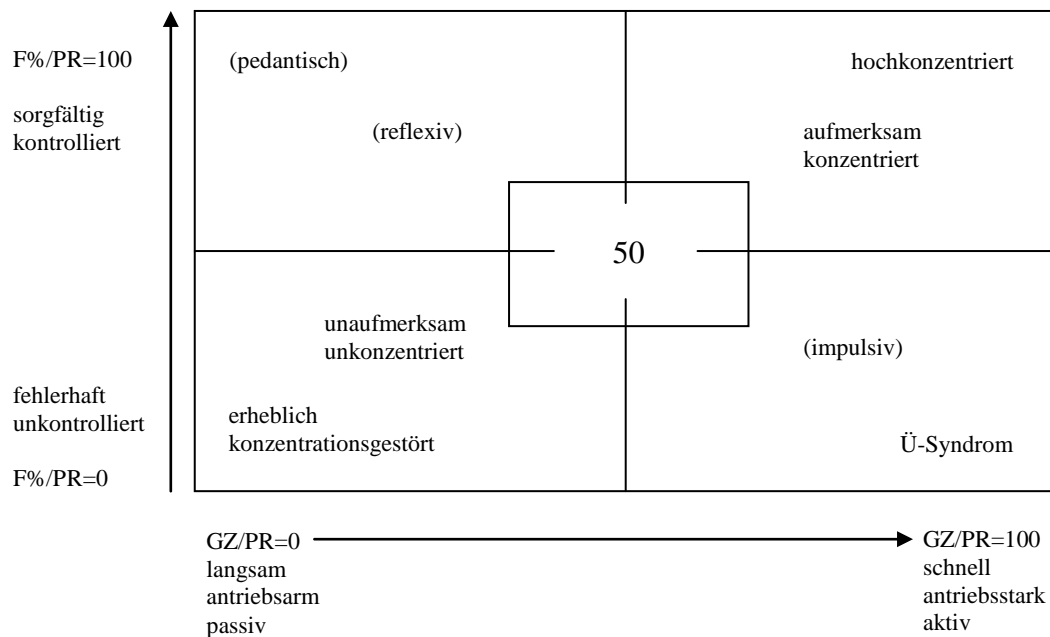 F%/PR=100
sorgfältig
kontrolliert
(pedantisch)
(reflexiv)
hochkonzentriert
aufmerksam
konzentriert
50
unaufmerksam
unkonzentriert
erheblich
konzentrationsgestört
(impulsiv)
Ü-Syndrom
fehlerhaft
unkontrolliert
F%/PR=0
GZ/PR=0
langsam
antriebsarm
passiv
GZ/PR=100
schnell
antriebsstark
aktiv